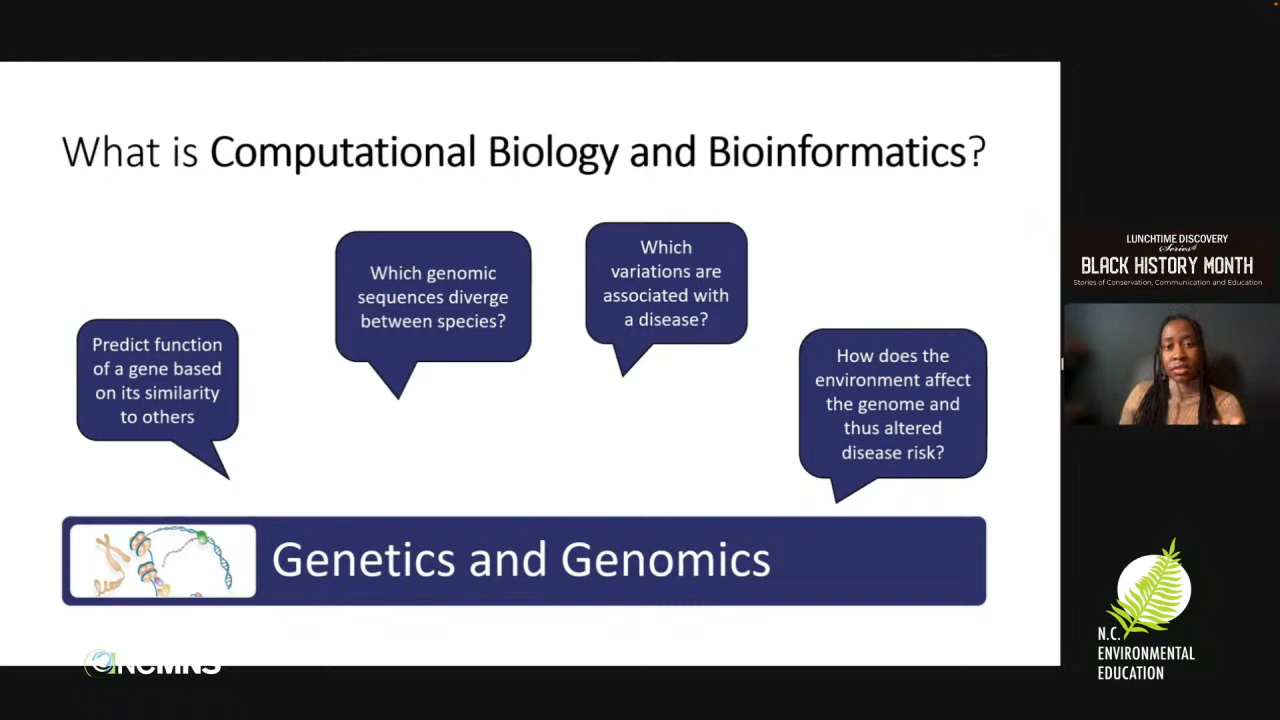 What is Computational Biology and Bioinformatics?
Predict function
of a gene based
on its similarity
to others
Which genomic
sequences diverge
between species?
Which
variations are
associated with
a disease?
How does the
environment affect
the genome and
thus altered
disease risk?
Genetics and Genomics
NCMNS
LUNCHTIME DISCOVERY
Series
BLACK HISTORY MONTH
Stories of Conservation, Communication and Education
N.C.
ENVIRONMENTAL
EDUCATION